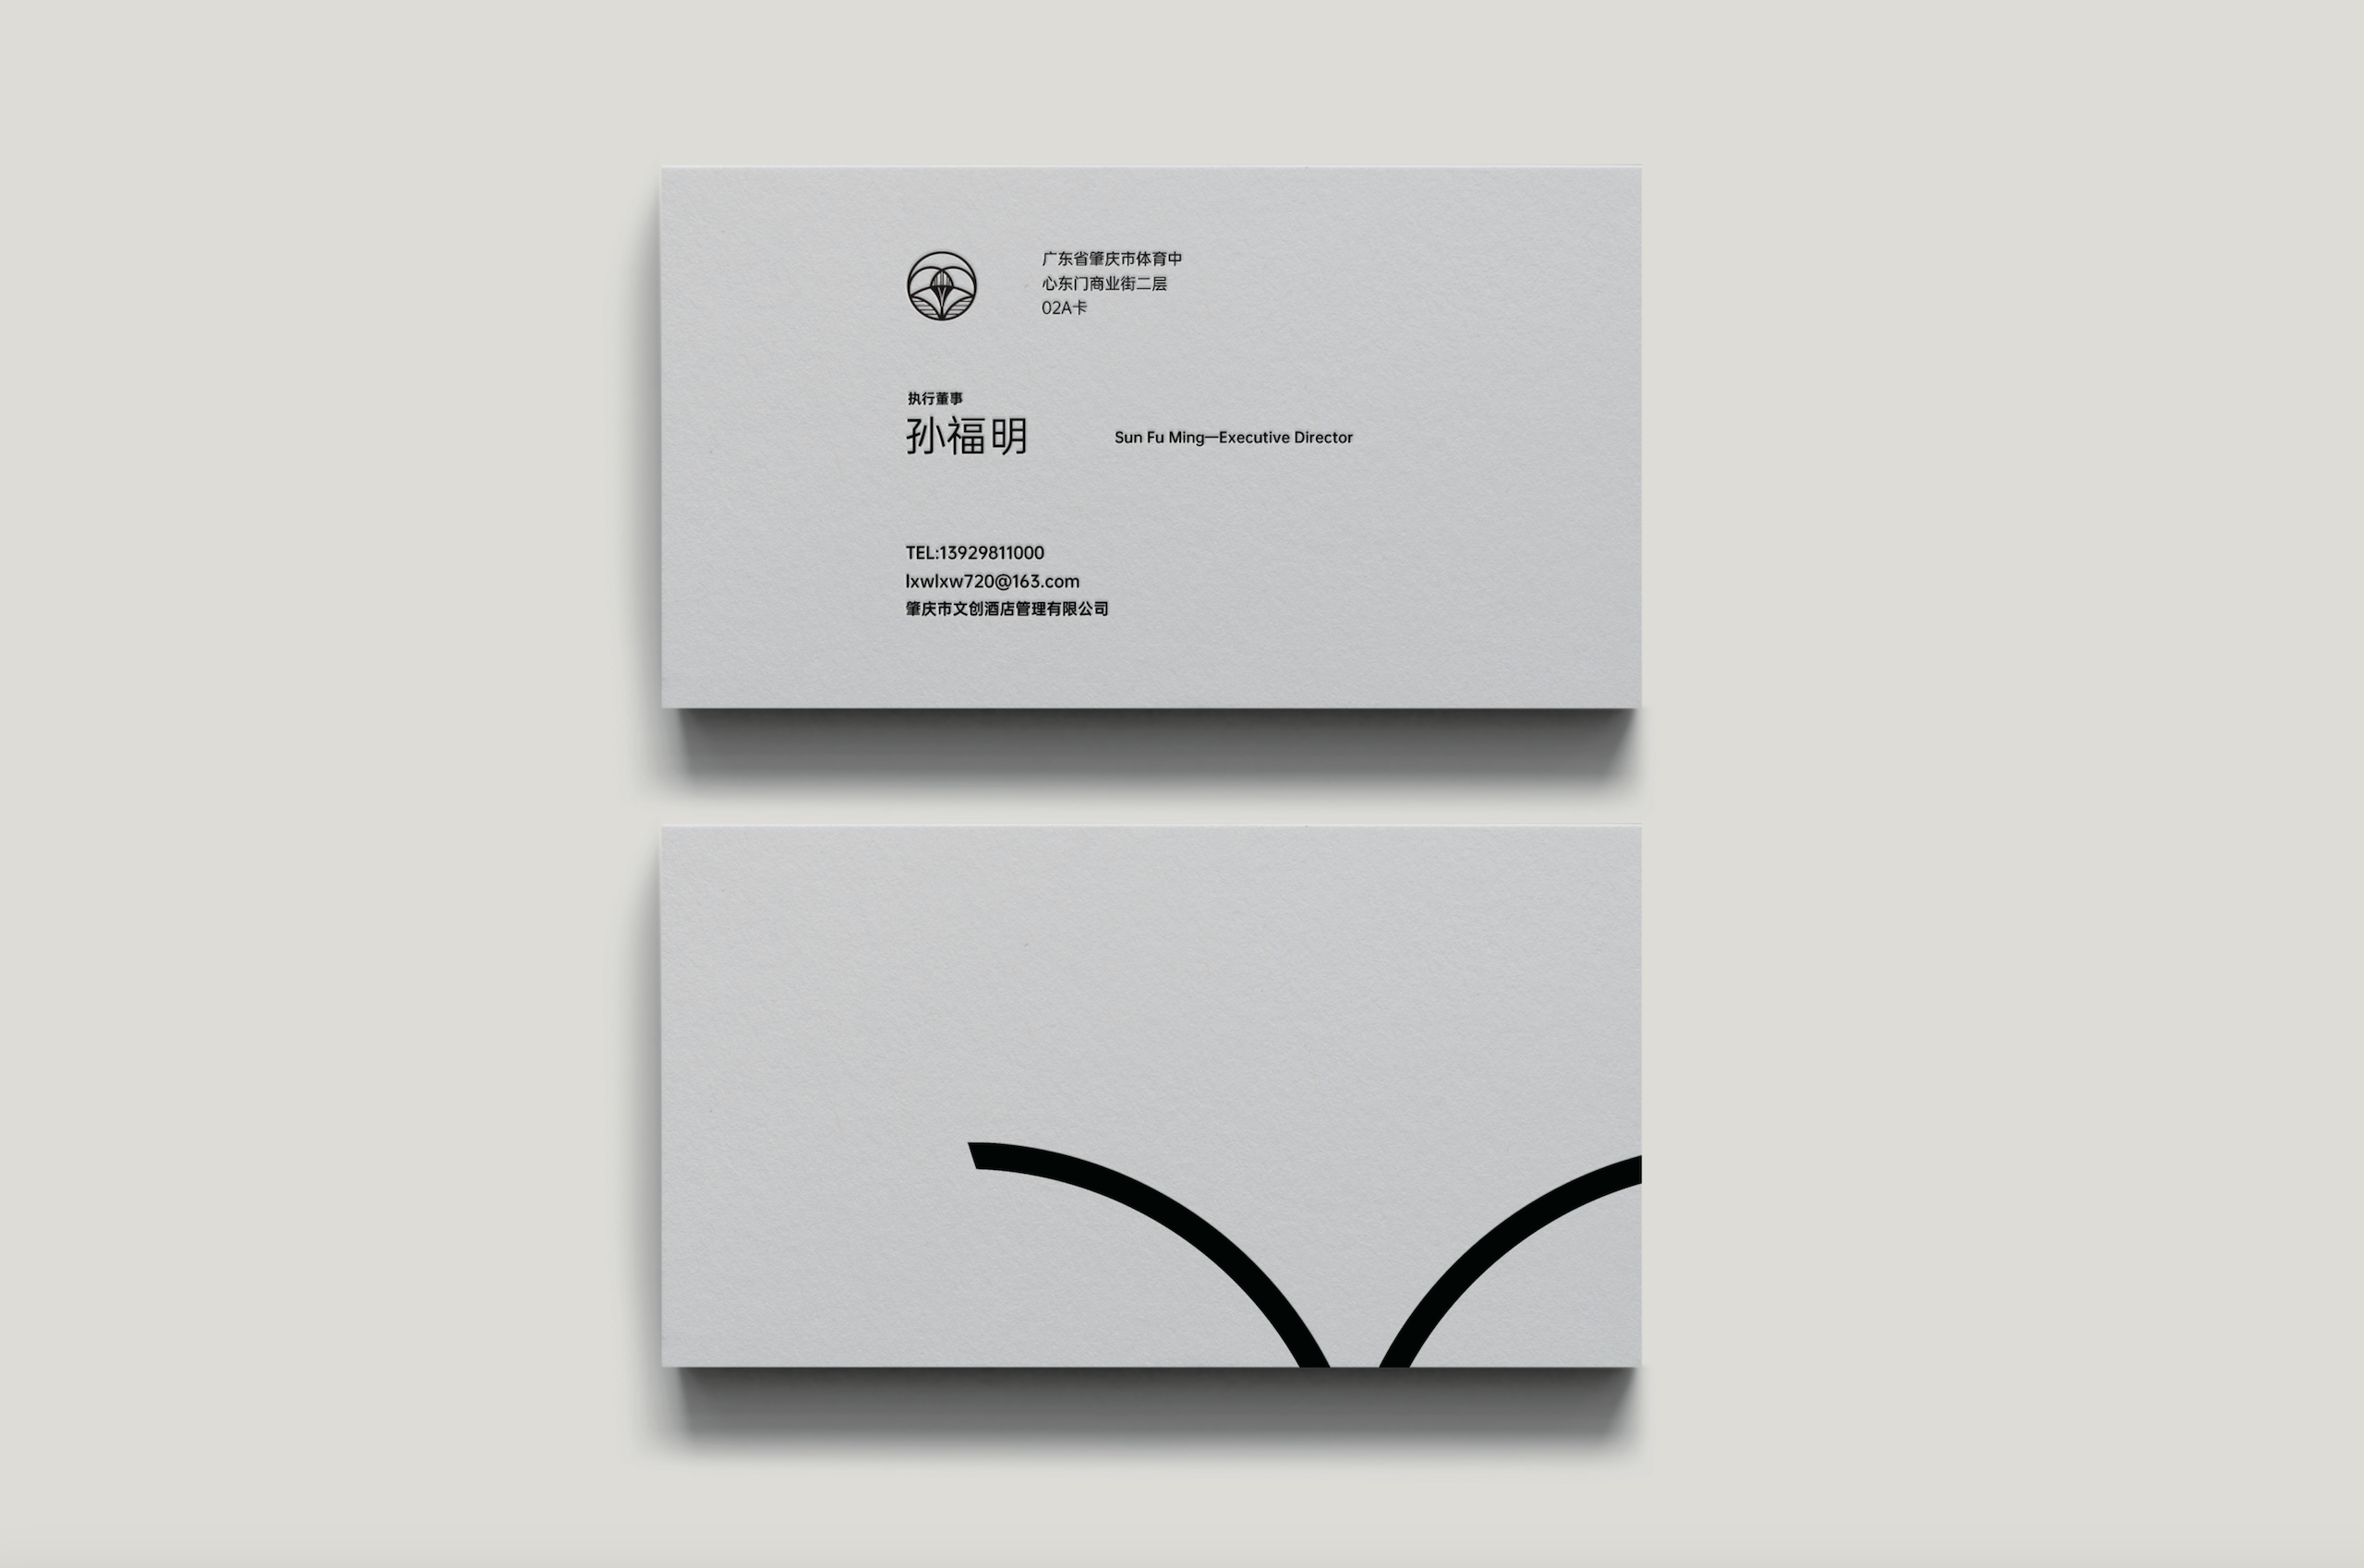 广东省肇庆市体育中
心东门商业街二层
02A卡
执行董事
孙福明
Sun Fu Ming—Executive Director
TEL:13929811000
lxwlxw720@163.com
肇庆市文创酒店管理有限公司